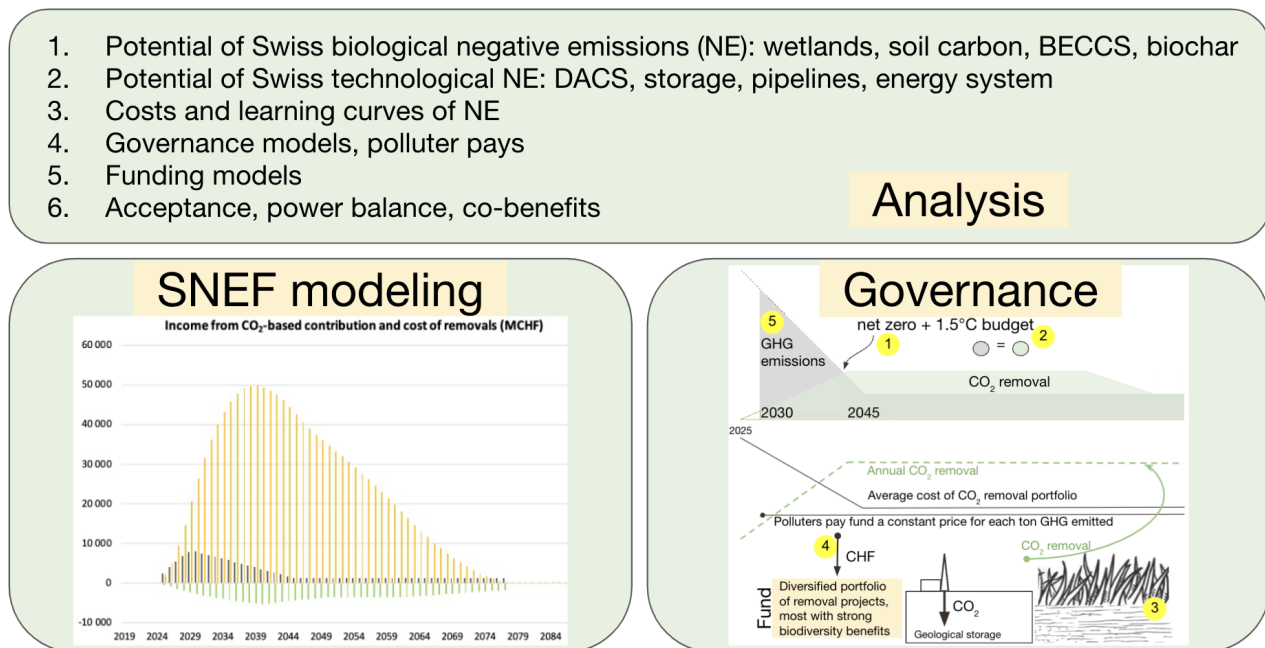 1. Potential of Swiss biological negative emissions (NE): wetlands, soil carbon, BECCS, biochar
2. Potential of Swiss technological NE: DACS, storage, pipelines, energy system
3. Costs and learning curves of NE
4. Governance models, polluter pays
5. Funding models
6. Acceptance, power balance, co-benefits
Analysis
SNEF modeling
Income from CO₂-based contribution and cost of removals (MCHF)
60 000
50 000
40 000
30 000
20 000
10 000
0
-10 000
2019 2024 2029 2034 2039 2044 2049 2054 2059 2064 2069 2074 2079 2084
Governance
net zero + 1.5°C budget
5
1
2
GHG
emissions
=
CO₂ removal
2030
2045
2025
Annual CO₂ removal
Average cost of CO₂ removal portfolio
Polluters pay fund a constant price for each ton GHG emitted
4
CHF
CO₂ removal
Fund
Diversified portfolio
of removal projects,
most with strong
biodiversity benefits
CO₂
Geological storage
3